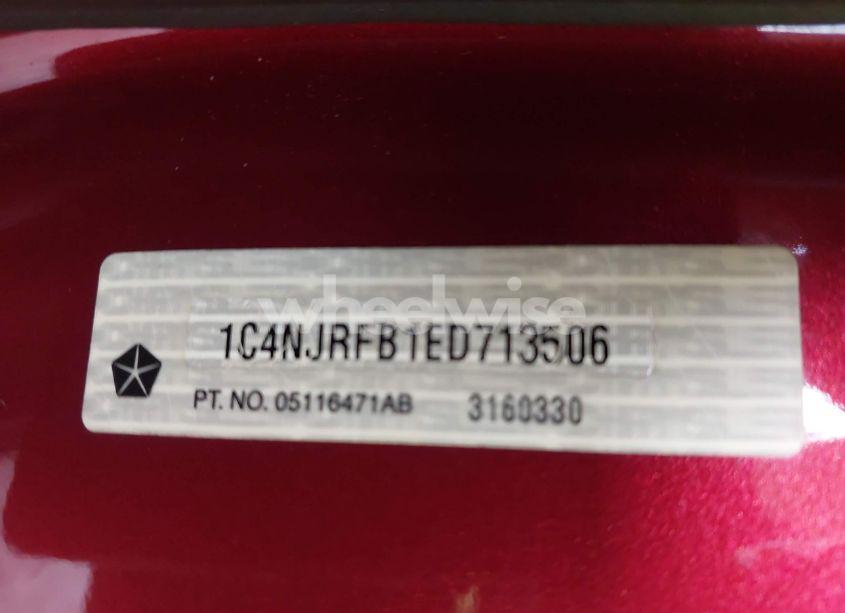 wheelwise
1C4NJRFB1ED713506
PT. NO. 05116471AB 3160330